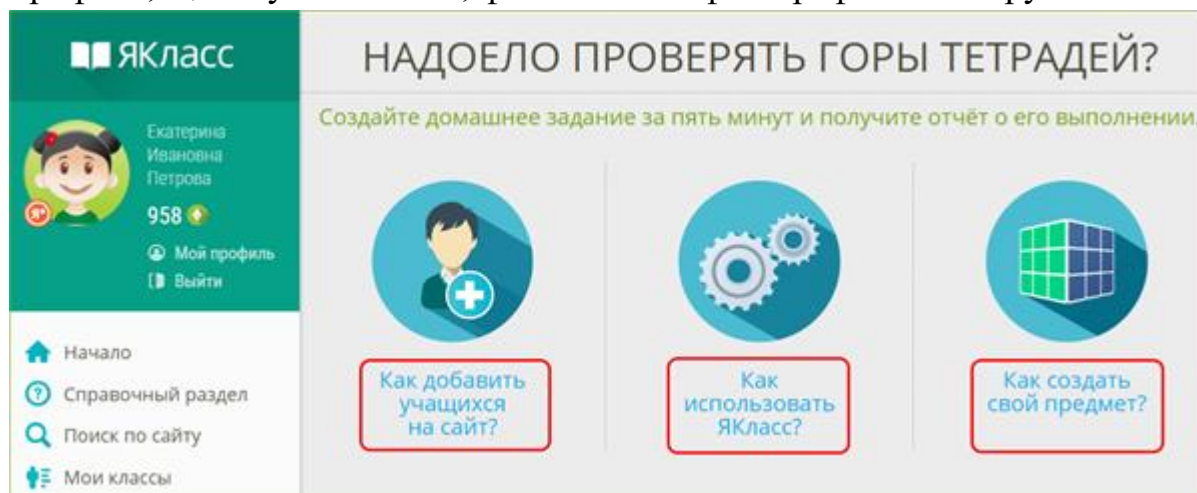 ЯКласс
Екатерина
Ивановна
Петрова
958
Мой профиль
Выйти
Начало
Справочный раздел
Поиск по сайту
Мои классы
НАДОЕЛО ПРОВЕРЯТЬ ГОРЫ ТЕТРАДЕЙ?
Создайте домашнее задание за пять минут и получите отчёт о его выполнении.
Как добавить
учащихся
на сайт?
Как
использовать
ЯКласс?
Как создать
свой предмет?